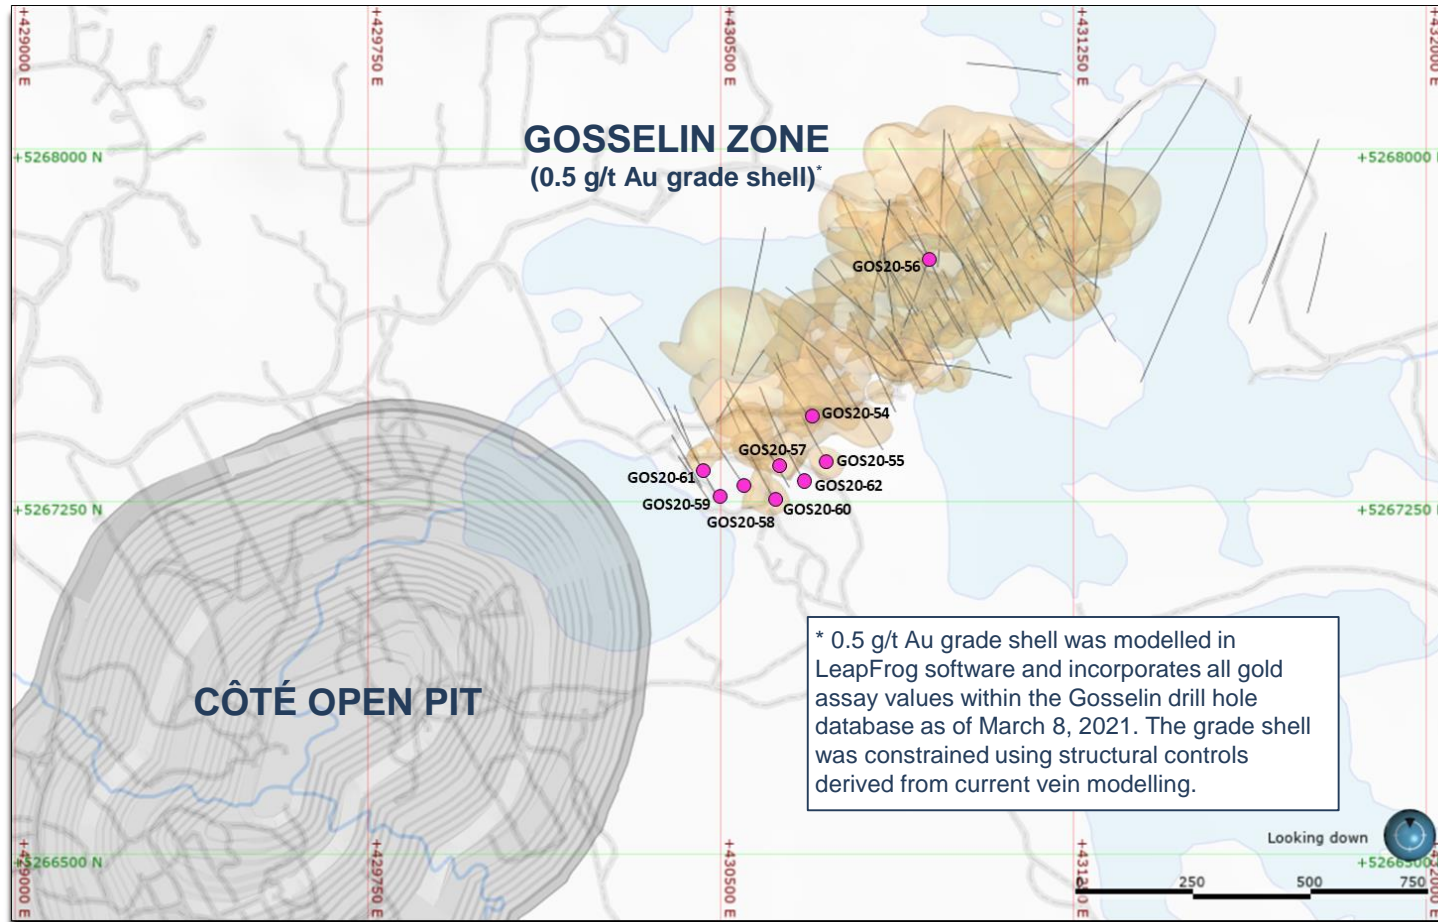 +429000 E
+429750 E
+430500 E
+431250 E
+432000 E
GOSSELIN ZONE
(0.5 g/t Au grade shell)*
+5268000 N
+5268000 N
GOS20-56
GOS20-54
GOS20-57
GOS20-55
GOS20-61
GOS20-62
GOS20-59
GOS20-60
GOS20-58
+5267250 N
+5267250 N
CÔTÉ OPEN PIT
* 0.5 g/t Au grade shell was modelled in
LeapFrog software and incorporates all gold
assay values within the Gosselin drill hole
database as of March 8, 2021. The grade shell
was constrained using structural controls
derived from current vein modelling.
Looking down
+5266500 N
+5266500
250
500
750
+429000 E
+429750 E
+430500 E
+431250 E
+432000 E